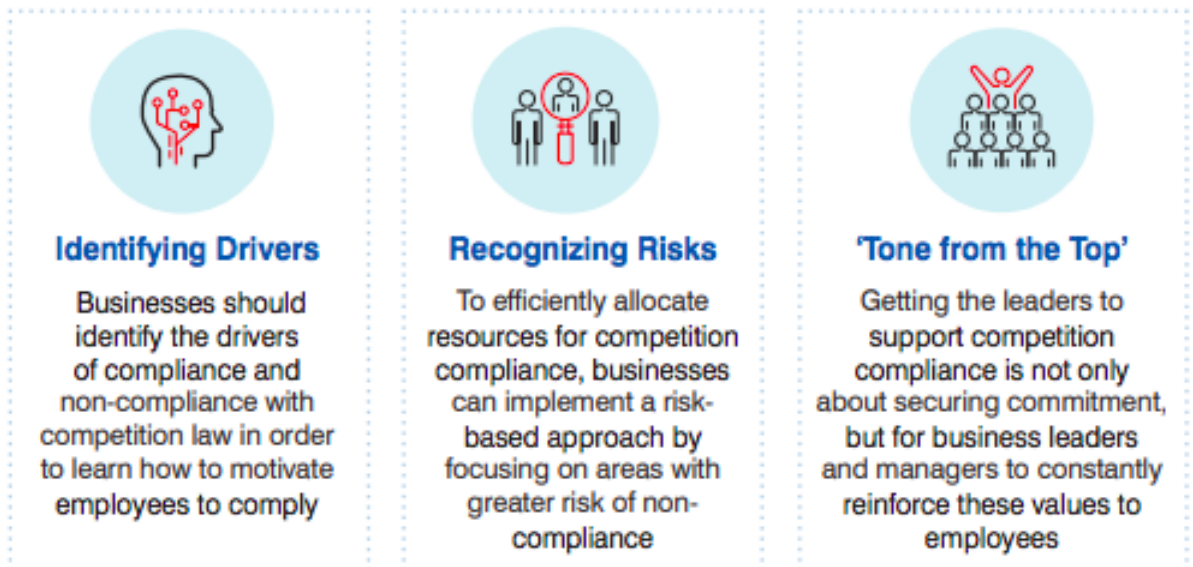 Identifying Drivers
Businesses should
identify the drivers
of compliance and
non-compliance with
competition law in order
to learn how to motivate
employees to comply
Recognizing Risks
To efficiently allocate
resources for competition
compliance, businesses
can implement a risk-
based approach by
focusing on areas with
greater risk of non-
compliance
‘Tone from the Top’
Getting the leaders to
support competition
compliance is not only
about securing commitment,
but for business leaders
and managers to constantly
reinforce these values to
employees